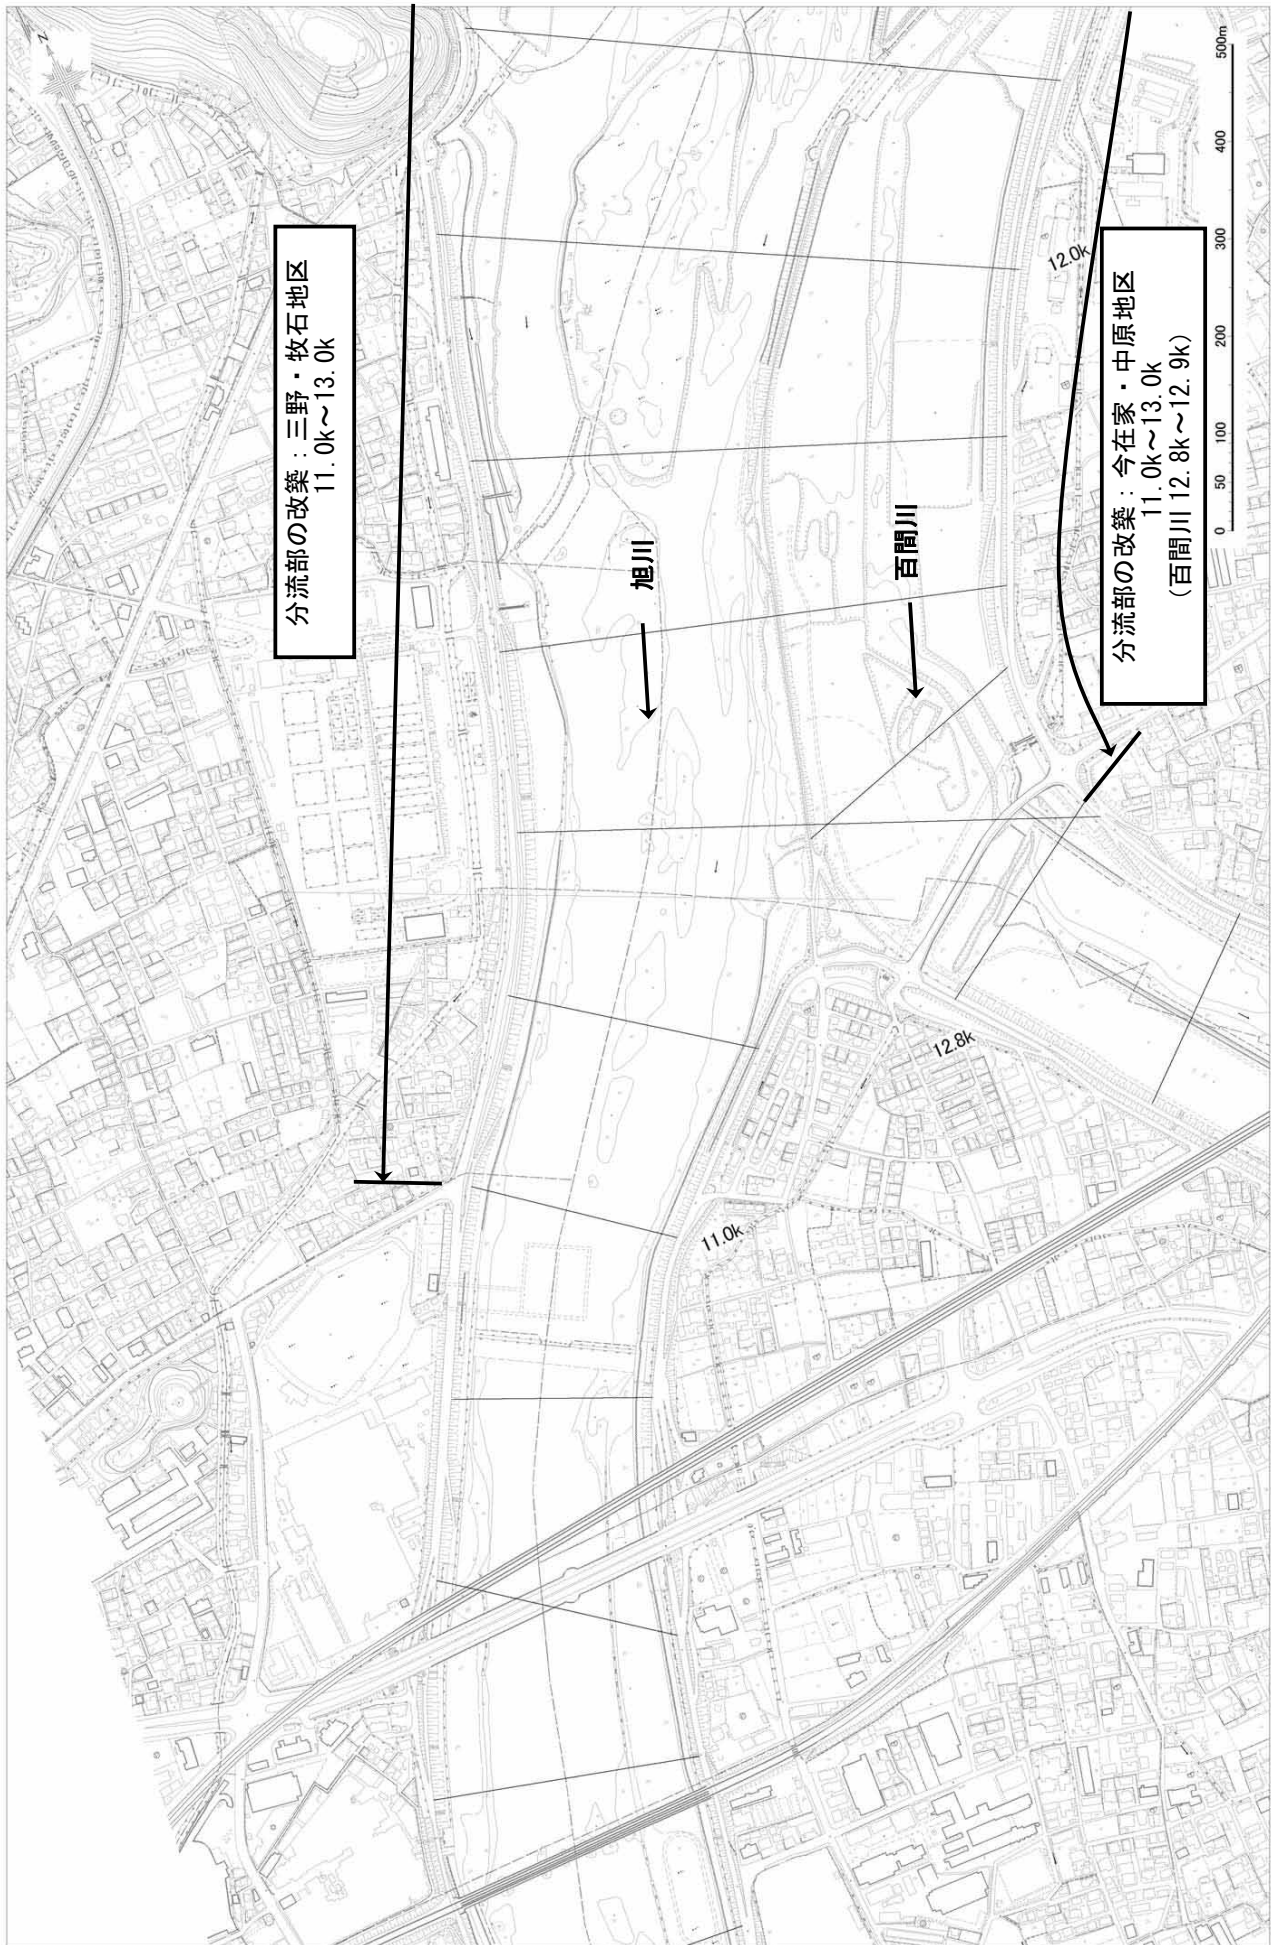 分流部の改築：三野・牧石地区
11.0k～13.0k
分流部の改築：今在家・中原地区
11.0k～13.0k
（百間川 12.8k～12.9k）
旭川
百間川
12.0k
12.8k
11.0k
0 50 100 200 300 400 500m
N